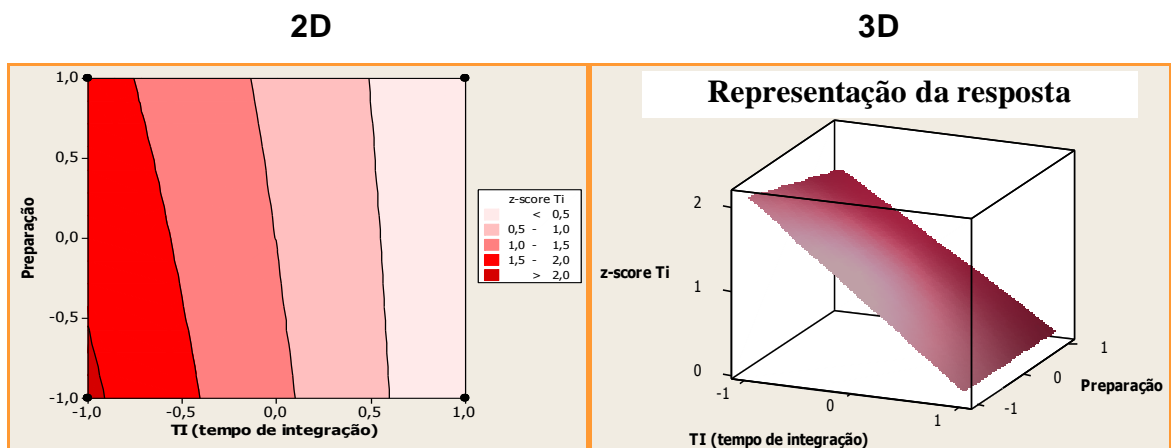 2D
3D
1,0
0,5
0,0
-0,5
-1,0
Preparação
-1,0 -0,5 0,0 0,5 1,0
TI (tempo de integração)
z-score Ti
< 0,5
0,5 - 1,0
1,0 - 1,5
1,5 - 2,0
> 2,0
Representação da resposta
2
1
0
z-score Ti
-1 0 1
TI (tempo de integração)
-1
0
1
Preparação